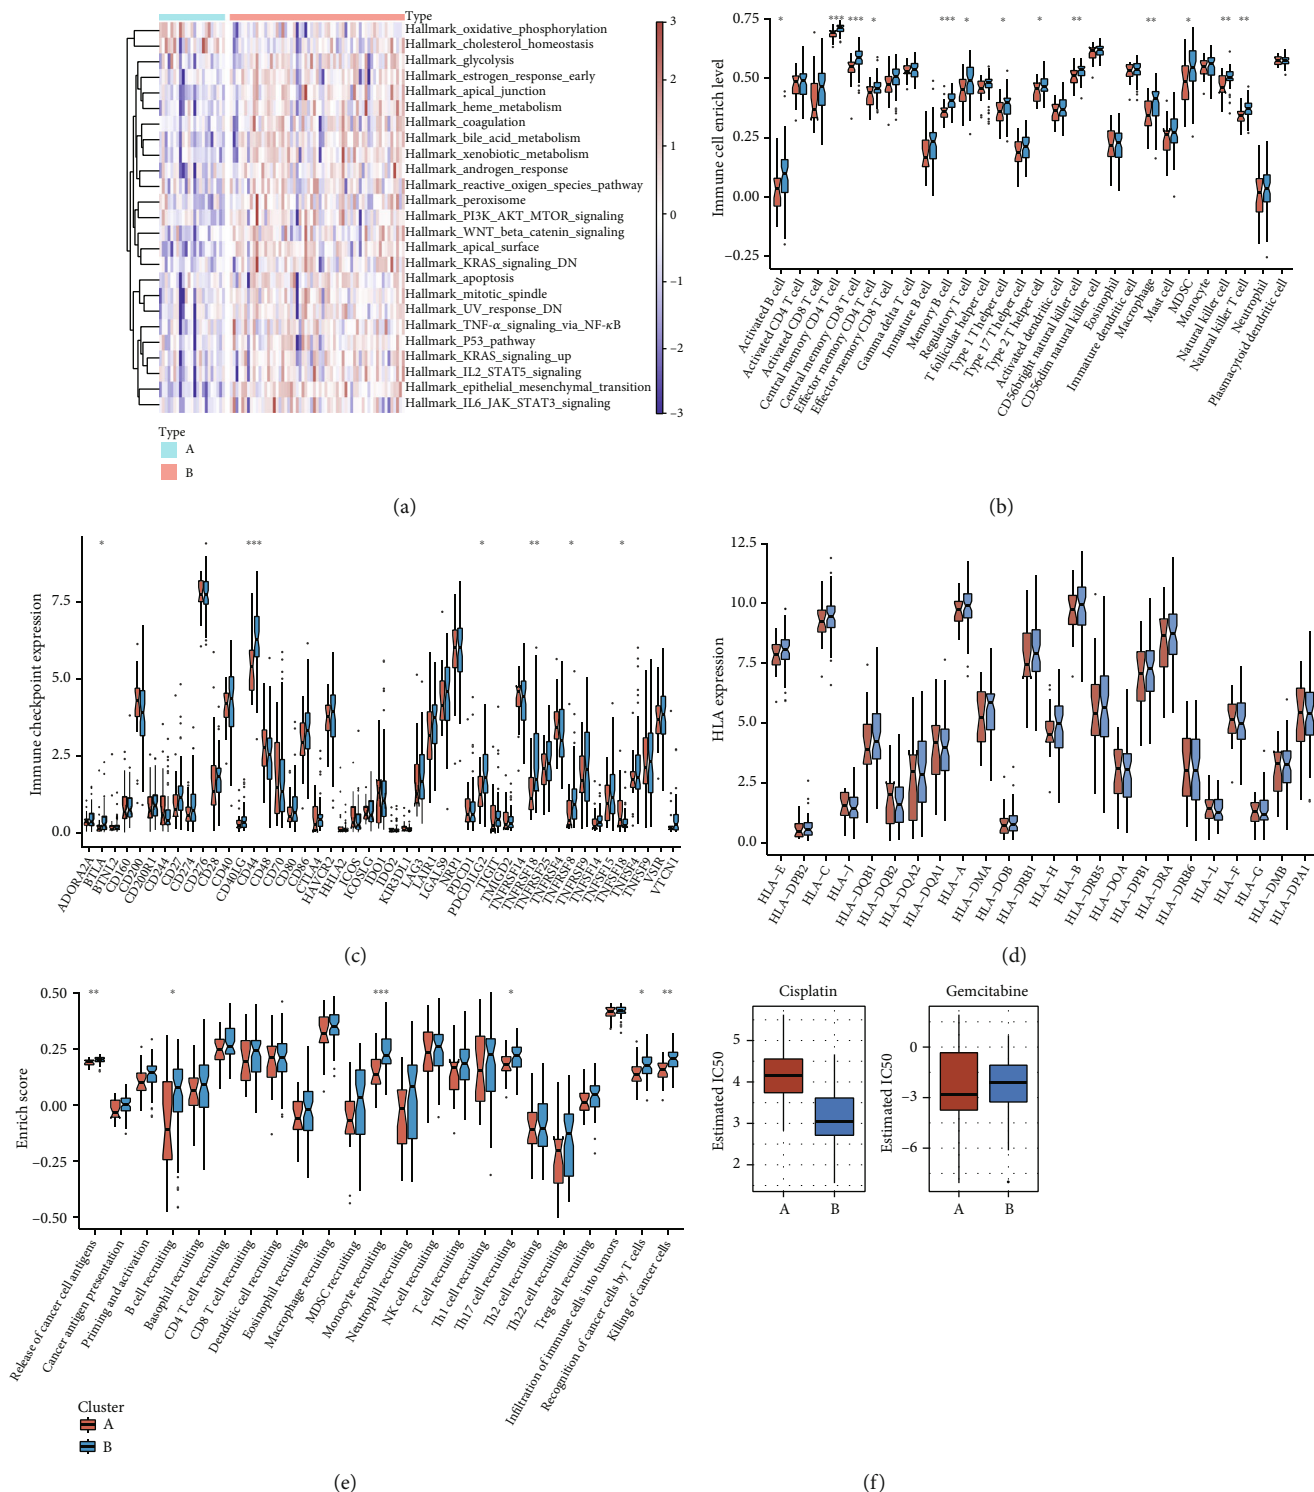 Type
3
2
1
0
−1
−2
−3
Hallmark_oxidative_phosphorylation
Hallmark_cholesterol_homeostasis
Hallmark_glycolysis
Hallmark_estrogen_response_early
Hallmark_apical_junction
Hallmark_heme_metabolism
Hallmark_coagulation
Hallmark_bile_acid_metabolism
Hallmark_xenobiotic_metabolism
Hallmark_androgen_response
Hallmark_reactive_oxigen_species_pathway
Hallmark_peroxisome
Hallmark_PI3K_AKT_MTOR_signaling
Hallmark_WNT_beta_catenin_signaling
Hallmark_apical_surface
Hallmark_KRAS_signaling_DN
Hallmark_apoptosis
Hallmark_mitotic_spindle
Hallmark_UV_response_DN
Hallmark_TNF-α_signaling_via_NF-κB
Hallmark_P53_pathway
Hallmark_KRAS_signaling_up
Hallmark_IL2_STAT5_signaling
Hallmark_epithelial_mesenchymal_transition
Hallmark_IL6_JAK_STAT3_signaling
Type
A
B
(a)
Immune cell enrich level
0.75
0.50
0.25
0.00
−0.25
* *** *** * *** * * * ** ** * ** **
Activated B cell
Activated CD4 T cell
Activated CD8 T cell
Central memory CD4 T cell
Central memory CD8 T cell
Effector memory CD4 T cell
Effector memory CD8 T cell
Gamma delta T cell
Immature B cell
Memory B cell
Regulatory T cell
T follicular helper cell
Type 1 T helper cell
Type 17 T helper cell
Type 2 T helper cell
Activated dendritic cell
CD56bright natural killer cell
CD56dim natural killer cell
Eosinophil
Immature dendritic cell
Macrophage
Mast cell
MDSC
Monocyte
Natural killer cell
Natural killer T cell
Neutrophil
Plasmacytoid dendritic cell
(b)
Immune checkpoint expression
7.5
5.0
2.5
0.0
* *** * ** * *
ADORA2A
BTLA
BTNL2
CD160
CD200
CD200R1
CD244
CD27
CD274
CD276
CD28
CD40
CD40LG
CD44
CD48
CD70
CD80
CD86
CTLA4
HAVCR2
HHLA2
ICOS
ICOSLG
IDO1
IDO2
KIR3DL1
LAG3
LAIR1
LGALS9
NRP1
PDCD1
PDCD1LG2
TIGIT
TMIGD2
TNFRSF14
TNFRSF18
TNFRSF25
TNFRSF4
TNFRSF8
TNFRSF9
TNFSF14
TNFSF15
TNFSF18
TNFSF4
TNFSF9
VSIR
VTCN1
(c)
HLA expression
12.5
10.0
7.5
5.0
2.5
0.0
HLA−E
HLA−DPB2
HLA−C
HLA−J
HLA−DQB1
HLA−DQB2
HLA−DQA2
HLA−DQA1
HLA−A
HLA−DMA
HLA−DOB
HLA−DRB1
HLA−H
HLA−B
HLA−DRB5
HLA−DOA
HLA−DPB1
HLA−DRA
HLA−DRB6
HLA−L
HLA−F
HLA−G
HLA−DMB
HLA−DPA1
(d)
Enrich score
0.50
0.25
0.00
−0.25
−0.50
** * *** * * **
Release of cancer cell antigens
Cancer antigen presentation
Priming and activation
B cell recruiting
Basophil recruiting
CD4 T cell recruiting
CD8 T cell recruiting
Dendritic cell recruiting
Eosinophil recruiting
Macrophage recruiting
MDSC recruiting
Monocyte recruiting
Neutrophil recruiting
NK cell recruiting
T cell recruiting
Th1 cell recruiting
Th17 cell recruiting
Th2 cell recruiting
Th22 cell recruiting
Treg cell recruiting
Infiltration of immune cells into tumors
Recognition of cancer cells by T cells
Killing of cancer cells
Cluster
A
B
(e)
Cisplatin
Estimated IC50
5
4
3
2
A B
Gemcitabine
Estimated IC50
0
−3
−6
A B
(f)